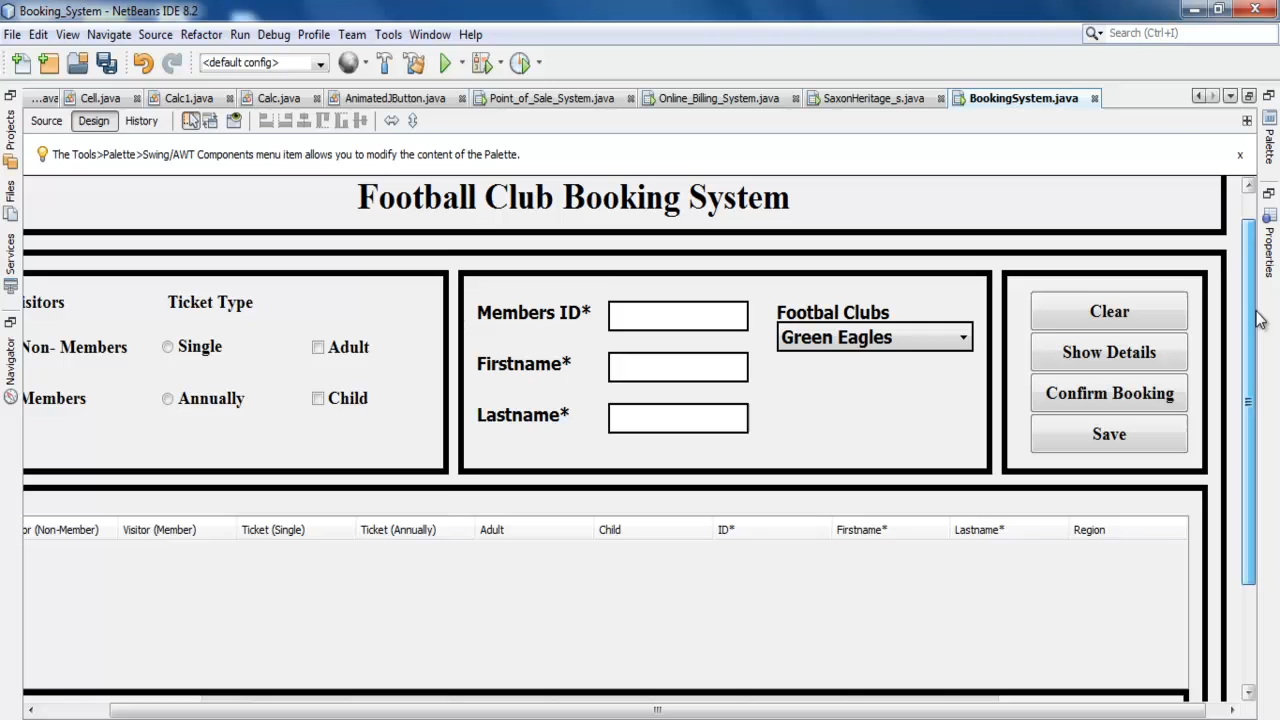 Booking_System - NetBeans IDE 8.2
File Edit View Navigate Source Refactor Run Debug Profile Team Tools Window Help
Search (Ctrl+I)
<default config>
...ava Cell.java Calc1.java Calc.java AnimatedJButton.java Point_of_Sale_System.java Online_Billing_System.java SaxonHeritage_s.java BookingSystem.java
Source Design History
The Tools>Palette>Swing/AWT Components menu item allows you to modify the content of the Palette. x
Projects
Files
Services
Navigator
Palette
Properties
Football Club Booking System
isitors Ticket Type
Non- Members Single Adult
Members Annually Child
Members ID* Footbal Clubs
Green Eagles
Firstname*
Lastname*
Clear
Show Details
Confirm Booking
Save
or (Non-Member) Visitor (Member) Ticket (Single) Ticket (Annually) Adult Child ID* Firstname* Lastname* Region